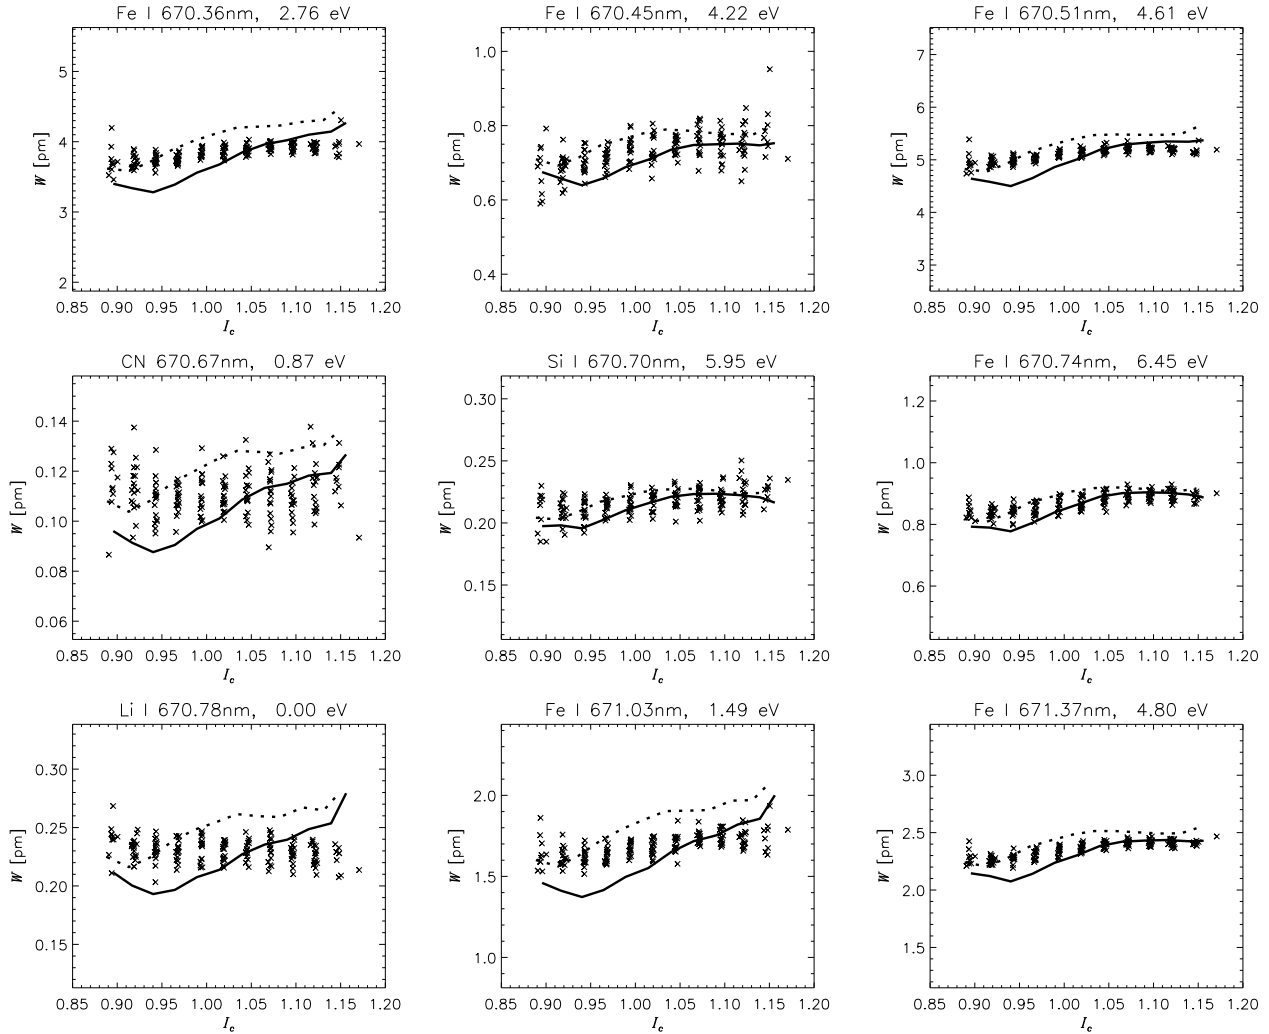 Fe I 670.36nm, 2.76 eV
Fe I 670.45nm, 4.22 eV
Fe I 670.51nm, 4.61 eV
5
4
3
2
W [pm]
0.85 0.90 0.95 1.00 1.05 1.10 1.15 1.20
Ic
1.0
0.8
0.6
0.4
W [pm]
0.85 0.90 0.95 1.00 1.05 1.10 1.15 1.20
Ic
7
6
5
4
3
W [pm]
0.85 0.90 0.95 1.00 1.05 1.10 1.15 1.20
Ic
CN 670.67nm, 0.87 eV
Si I 670.70nm, 5.95 eV
Fe I 670.74nm, 6.45 eV
0.14
0.12
0.10
0.08
0.06
W [pm]
0.85 0.90 0.95 1.00 1.05 1.10 1.15 1.20
Ic
0.30
0.25
0.20
0.15
W [pm]
0.85 0.90 0.95 1.00 1.05 1.10 1.15 1.20
Ic
1.2
1.0
0.8
0.6
W [pm]
0.85 0.90 0.95 1.00 1.05 1.10 1.15 1.20
Ic
Li I 670.78nm, 0.00 eV
Fe I 671.03nm, 1.49 eV
Fe I 671.37nm, 4.80 eV
0.30
0.25
0.20
0.15
W [pm]
0.85 0.90 0.95 1.00 1.05 1.10 1.15 1.20
Ic
2.0
1.5
1.0
W [pm]
0.85 0.90 0.95 1.00 1.05 1.10 1.15 1.20
Ic
3.0
2.5
2.0
1.5
W [pm]
0.85 0.90 0.95 1.00 1.05 1.10 1.15 1.20
Ic